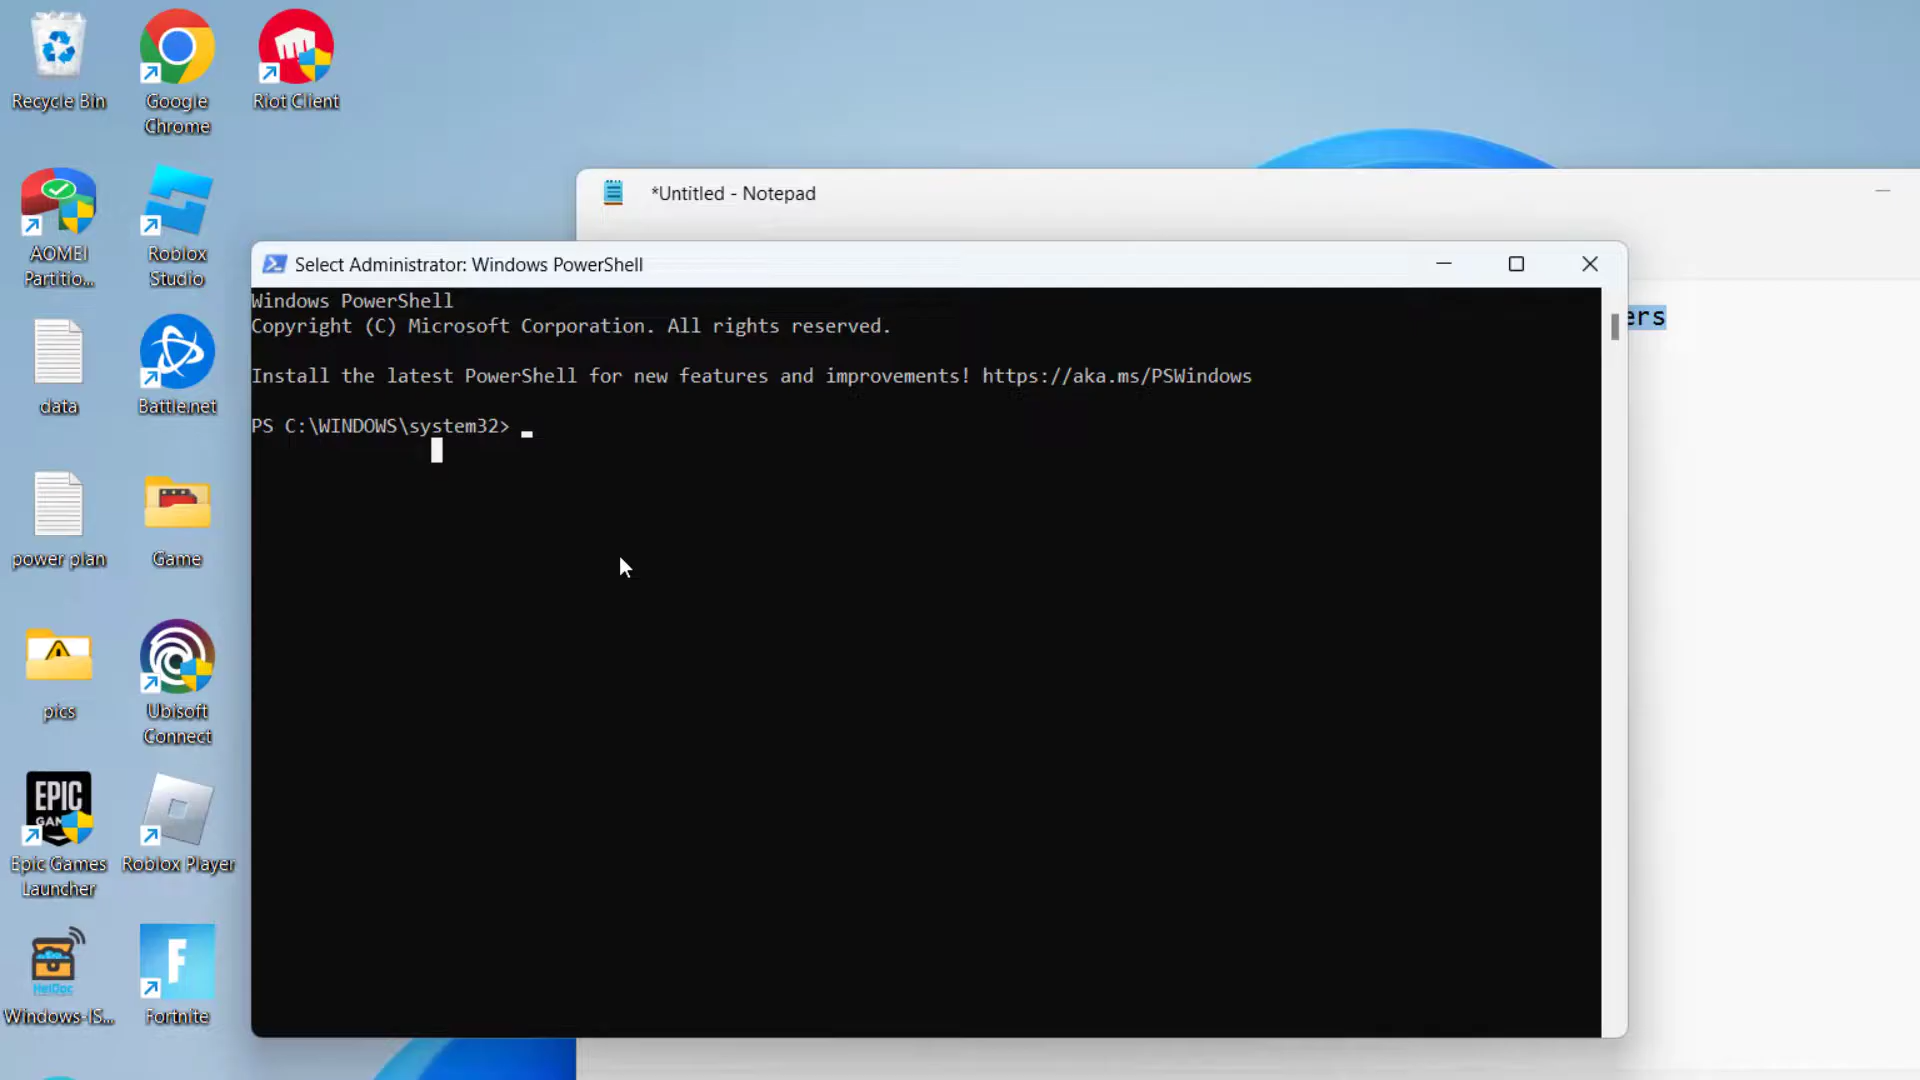 Recycle Bin
Google
Chrome
Riot Client
AOMEI
Partitio...
Roblox
Studio
data
Battle.net
power plan
Game
pics
Ubisoft
Connect
EPIC
Epic Games
Launcher
Roblox Player
HeiDoc
Windows-IS...
F
Fortnite
*Untitled - Notepad
ers
Select Administrator: Windows PowerShell
Windows PowerShell
Copyright (C) Microsoft Corporation. All rights reserved.
Install the latest PowerShell for new features and improvements! https://aka.ms/PSWindows
PS C:\WINDOWS\system32>